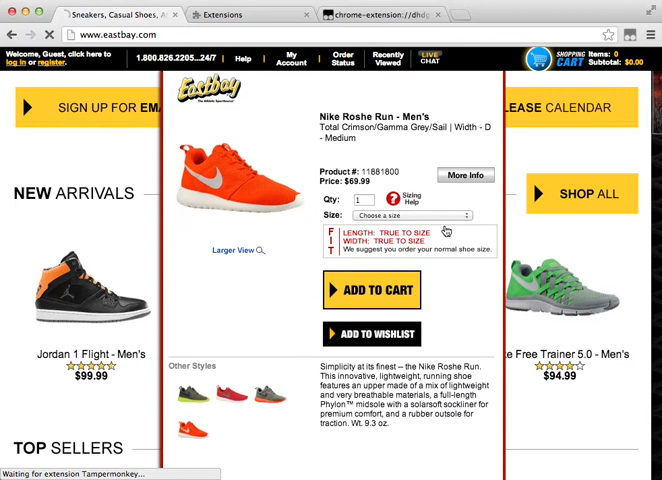 Sneakers, Casual Shoes, A
Extensions
chrome-extension://dhdp
www.eastbay.com
Welcome, Guest, click here to
log in or register.
1.800.826.2205...24/7
Help
My Account
Order Status
Recently Viewed
LIVE CHAT
SHOPPING CART
Items: 0
Subtotal: $0.00
SIGN UP FOR EMA
LEASE CALENDAR
Eastbay
The Athletic Sportsource
Nike Roshe Run - Men's
Total Crimson/Gamma Grey/Sail | Width - D
- Medium
Product #: 11881800
Price: $69.99
More Info
Qty: 1
? Sizing Help
Size: Choose a size
FIT
LENGTH: TRUE TO SIZE
WIDTH: TRUE TO SIZE
We suggest you order your normal shoe size.
Larger View
ADD TO CART
ADD TO WISHLIST
NEW ARRIVALS
SHOP ALL
Jordan 1 Flight - Men's
$99.99
ke Free Trainer 5.0 - Men's
$94.99
Other Styles
Simplicity at its finest -- the Nike Roshe Run.
This innovative, lightweight, running shoe
features an upper made of a mix of lightweight
and very breathable materials, a full-length
Phylon™ midsole with a solarsoft sockliner for
premium comfort, and a rubber outsole for
traction. Wt. 9.3 oz.
TOP SELLERS
Waiting for extension Tampermonkey...